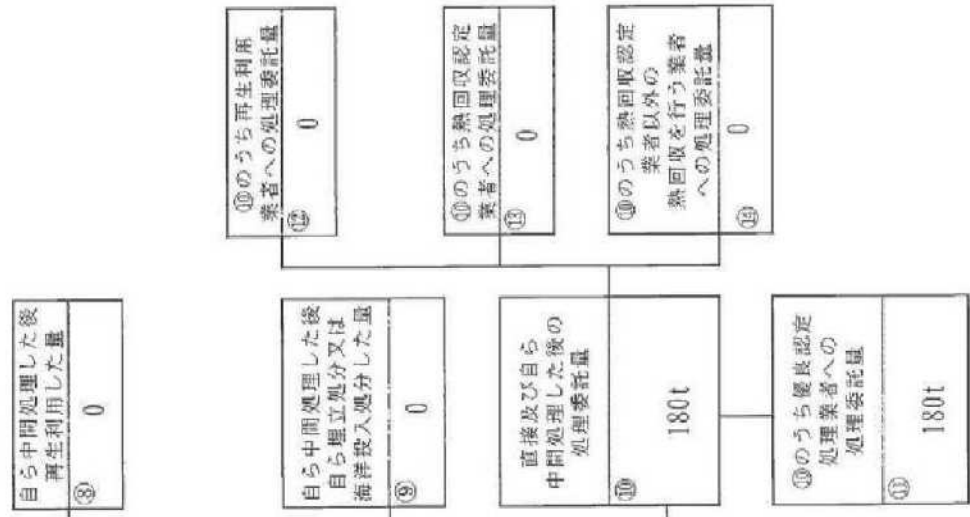 自ら中間処理した後
再生利用した量
⑧
0
自ら中間処理した後
自ら埋立処分又は
海洋投入処分した量
⑨
0
直接及び自ら
中間処理した後の
処理委託量
⑩
180t
⑩のうち優良認定
処理業者への
処理委託量
⑪
180t
⑩のうち再生利用
業者への処理委託量
⑫
0
⑩のうち熱回収認定
業者への処理委託量
⑬
0
⑩のうち熱回収認定
業者以外の
熱回収を行う業者
への処理委託量
⑭
0